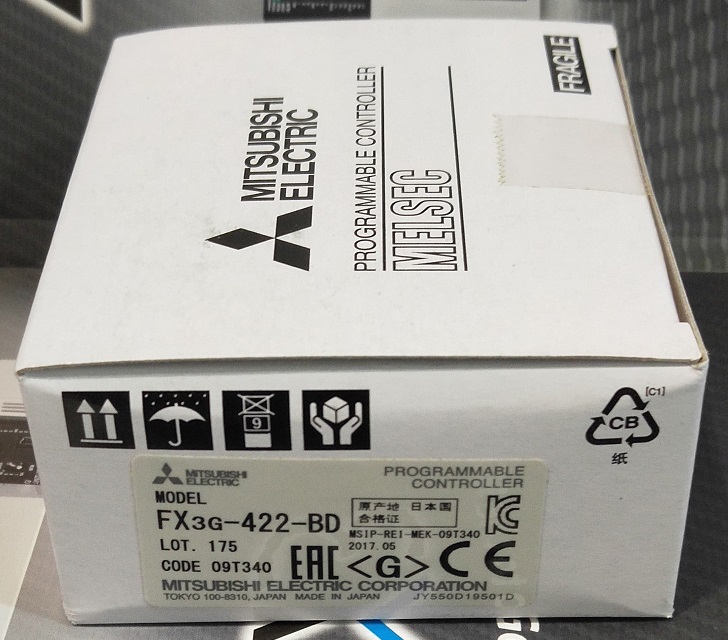 FRAGILE
MITSUBISHI
ELECTRIC
PROGRAMMABLE CONTROLLER
MELSEC
9
[C1]
CB
纸
MITSUBISHI
ELECTRIC
PROGRAMMABLE
CONTROLLER
MODEL
FX3G-422-BD
原产地 日本国
合格证
MSIP-REI-MEK-09T340
2017.05
LOT. 175
CODE 09T340
EAC <G> CE
MITSUBISHI ELECTRIC CORPORATION
TOKYO 100-8310, JAPAN MADE IN JAPAN JY550D19501D